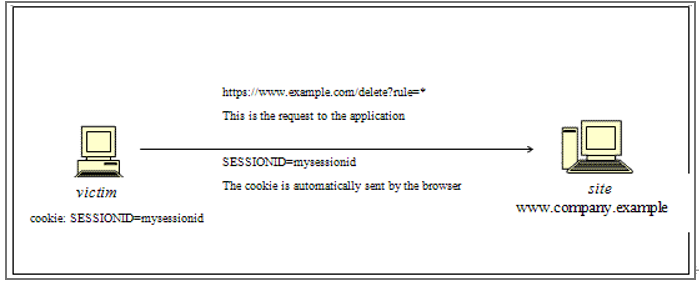 https://www.example.com/delete?rule=*
This is the request to the application
SESSIONID=mysessionid
The cookie is automatically sent by the browser
victim
cookie: SESSIONID=mysessionid
site
www.company.example